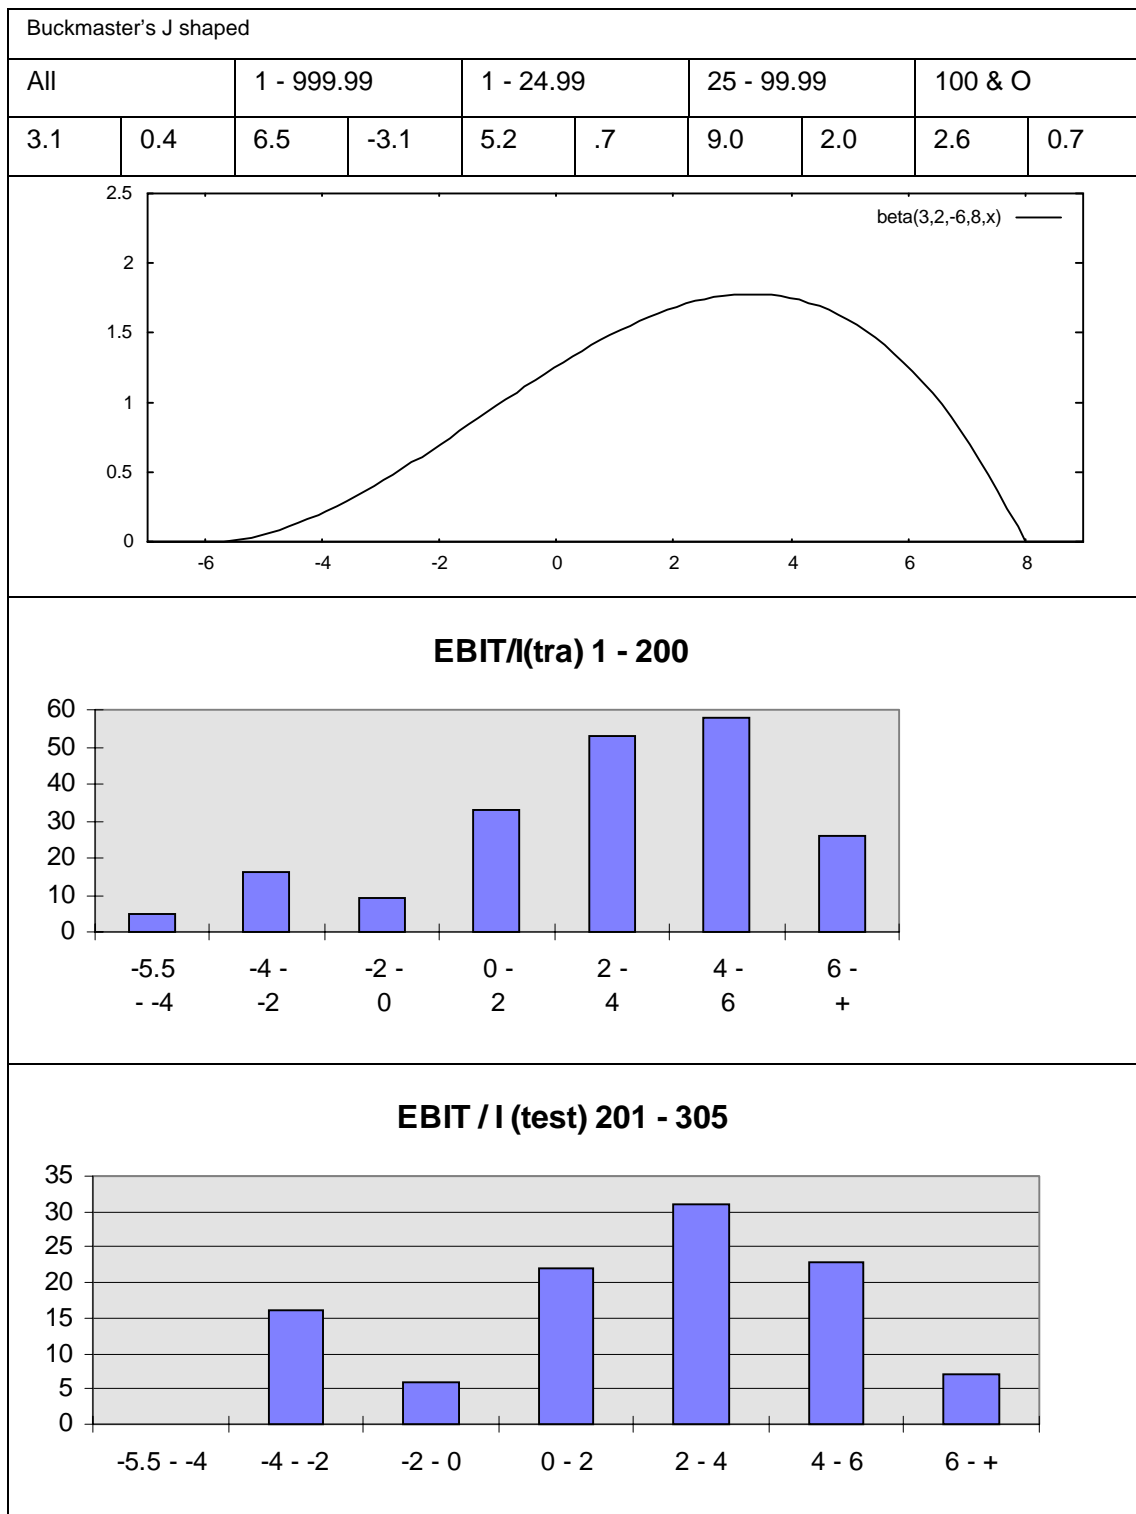 Buckmaster's J shaped
All 1 - 999.99 1 - 24.99 25 - 99.99 100 & O
3.1 0.4 6.5 -3.1 5.2 .7 9.0 2.0 2.6 0.7
beta(3,2,-6,8,x)
2.5
2
1.5
1
0.5
0
-6 -4 -2 0 2 4 6 8
EBIT/I(tra) 1 - 200
60
50
40
30
20
10
0
-5.5 -4 - -2 - 0 - 2 - 4 - 6 -
- -4 -2 0 2 4 6 +
EBIT / I (test) 201 - 305
35
30
25
20
15
10
5
0
-5.5 - -4 -4 - -2 -2 - 0 0 - 2 2 - 4 4 - 6 6 - +